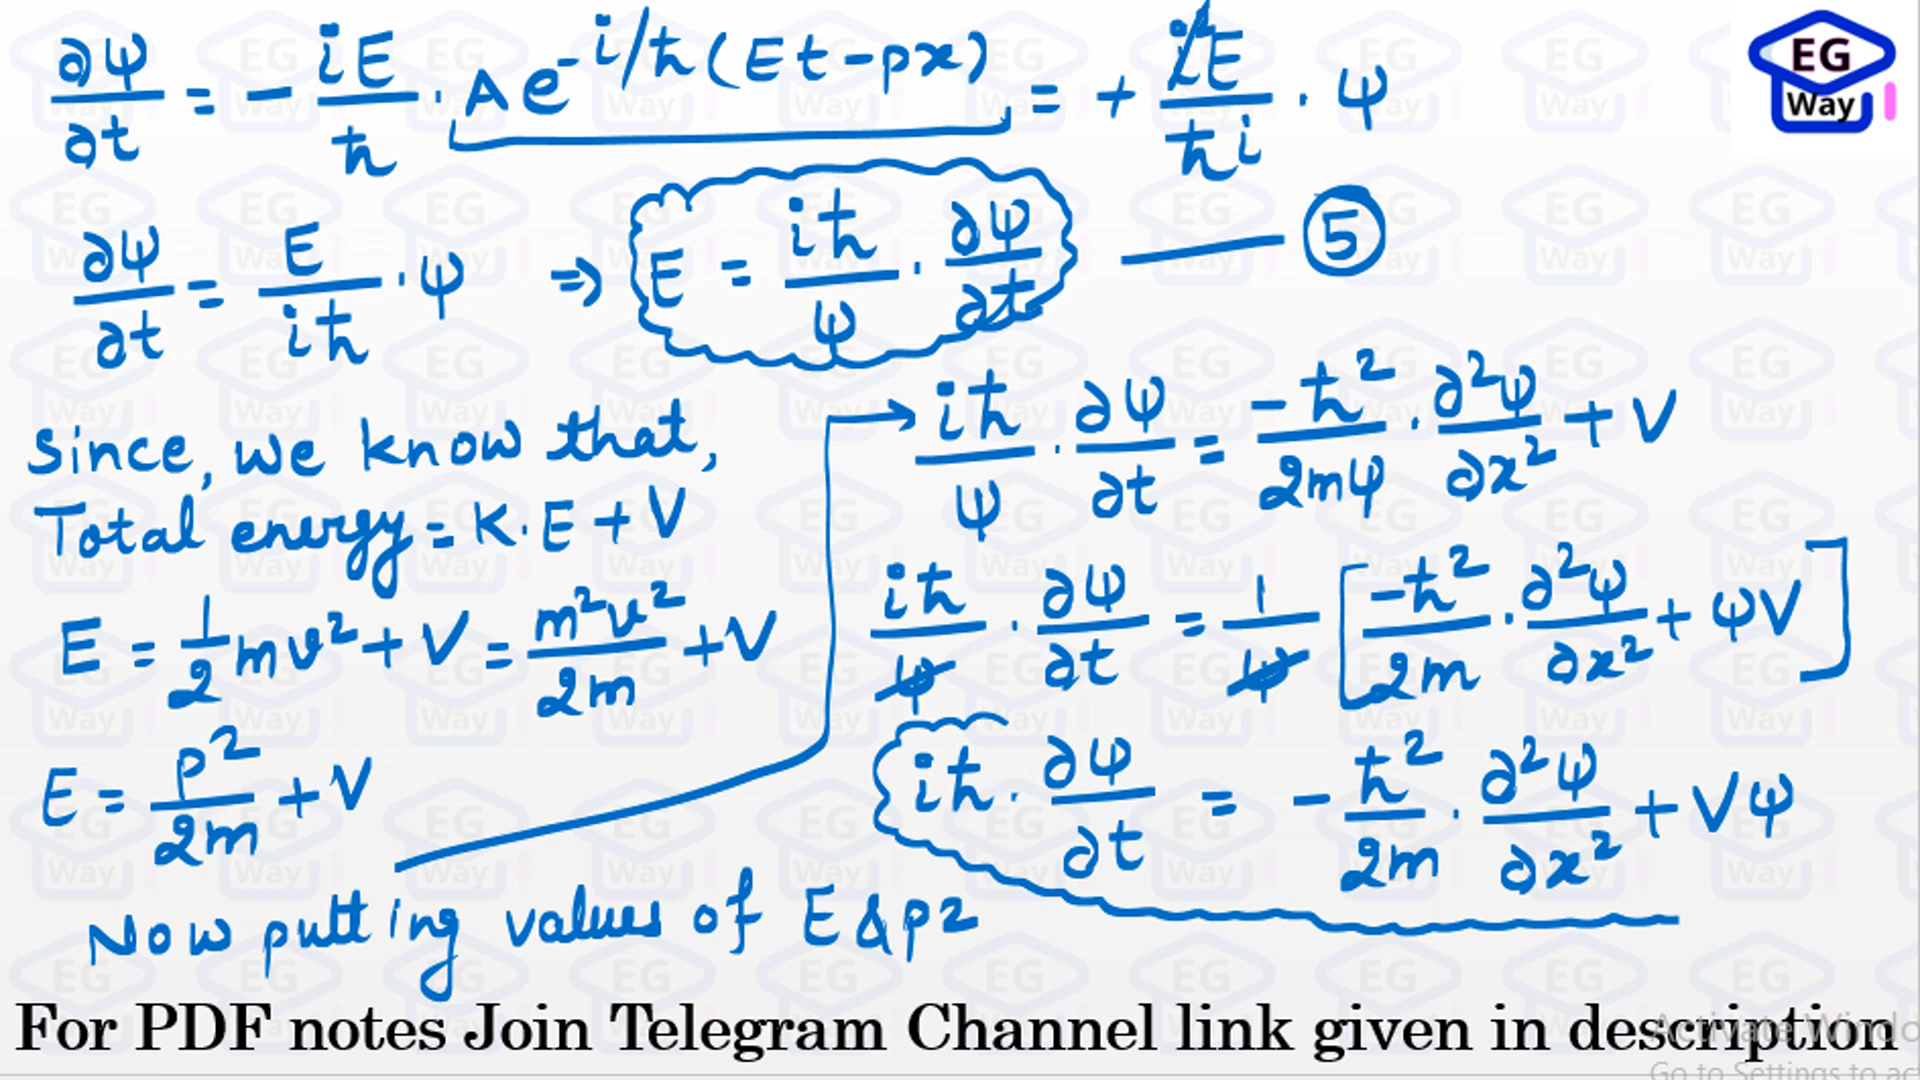 ∂ψ/∂t = - iE/ħ · A e^{-i/ħ(Et-px)} = + i²E/ħi · ψ
EG
Way
∂ψ/∂t = E/iħ · ψ ⇒ E = iħ/ψ · ∂ψ/∂t —— ⑤
Since, we know that,
Total energy = K·E + V
E = 1/2 mv² + V = m²v²/2m + V
E = p²/2m + V
Now putting values of E & p2
→ iħ/ψ · ∂ψ/∂t = -ħ²/2mψ · ∂²ψ/∂x² + V
iħ/ψ · ∂ψ/∂t = 1/ψ [-ħ²/2m · ∂²ψ/∂x² + ψV]
iħ · ∂ψ/∂t = - ħ²/2m · ∂²ψ/∂x² + Vψ
For PDF notes Join Telegram Channel link given in description